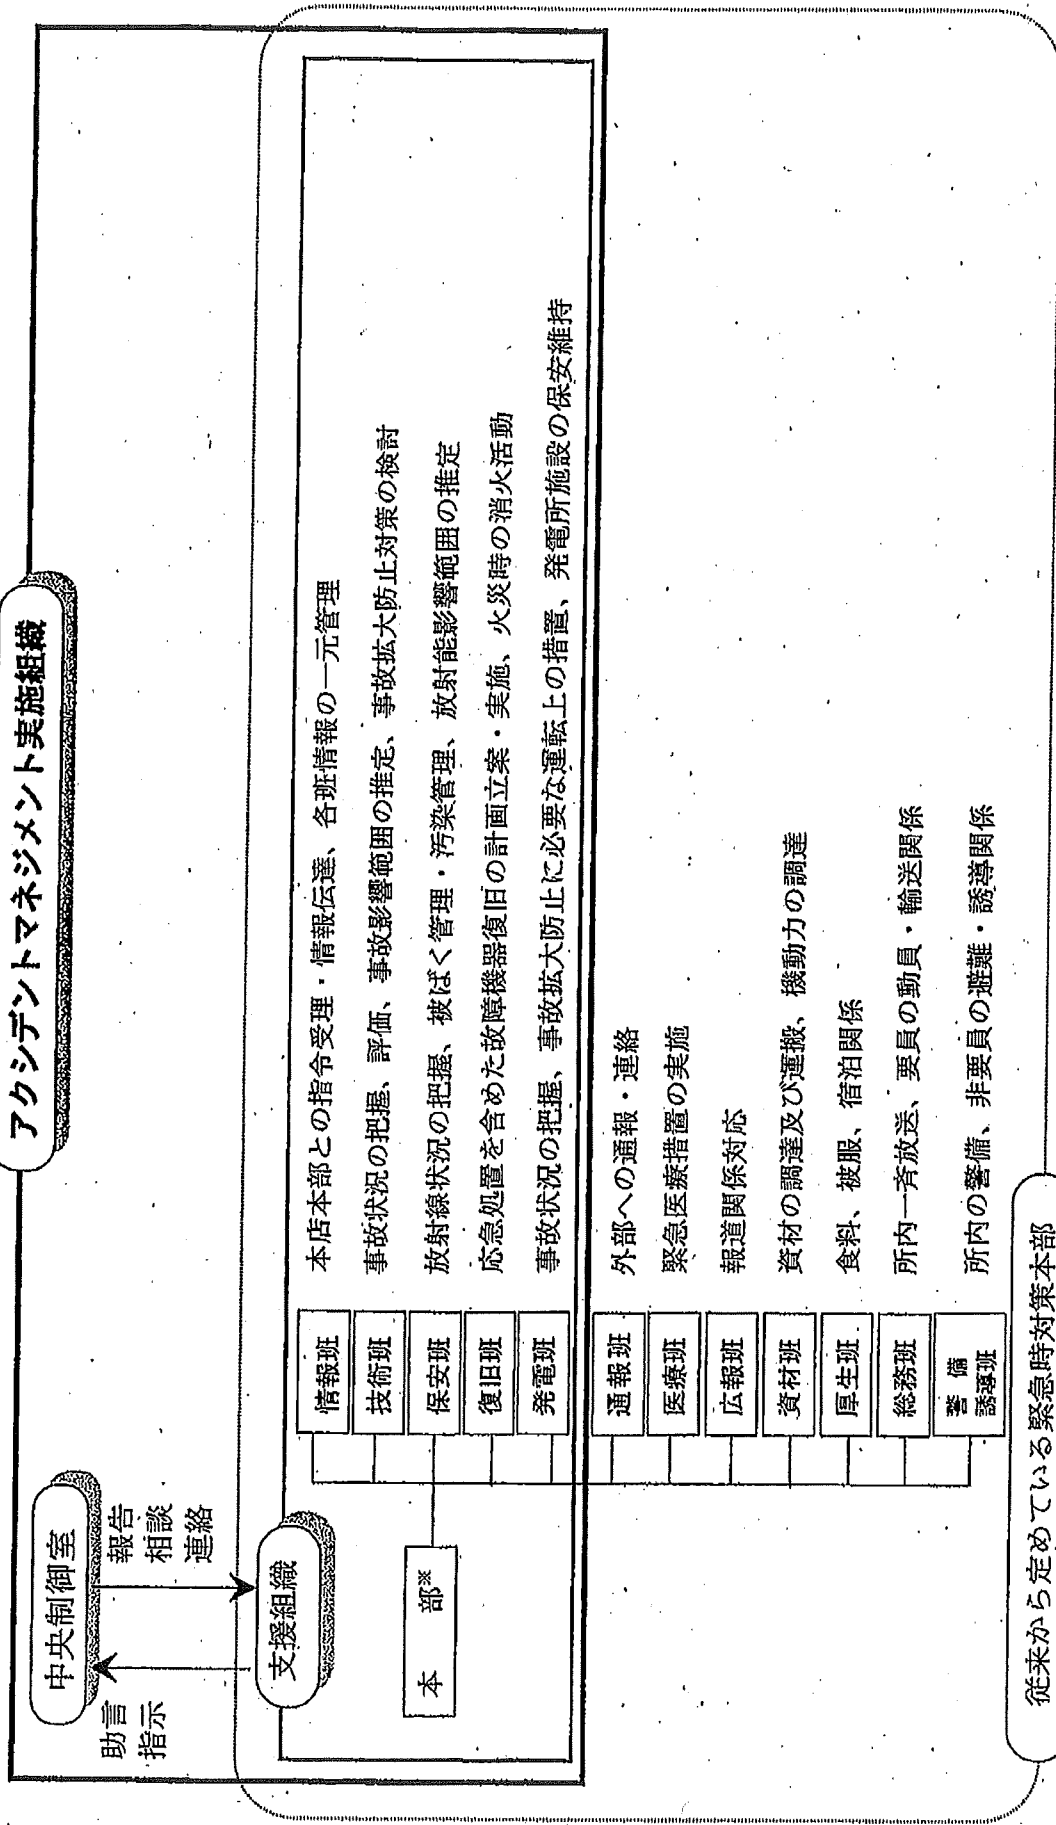 アクシデントマネジメント実施組織
中央制御室
助言
指示
報告
相談
連絡
支援組織
本　部※
情報班　本店本部との指令受理・情報伝達、各班情報の一元管理
技術班　事故状況の把握、評価、事故影響範囲の推定、事故拡大防止対策の検討
保安班　放射線状況の把握、被ばく管理・汚染管理、放射能影響範囲の推定
復旧班　応急処置を含めた故障機器復旧の計画立案・実施、火災時の消火活動
発電班　事故状況の把握、事故拡大防止に必要な運転上の措置、発電所施設の保安維持
通報班　外部への通報・連絡
医療班　緊急医療措置の実施
広報班　報道関係対応
資材班　資材の調達及び運搬、機動力の調達
厚生班　食料、被服、宿泊関係
総務班　所内一斉放送、要員の動員・輸送関係
警　備
誘導班　所内の警備、非要員の避難・誘導関係
従来から定めている緊急時対策本部